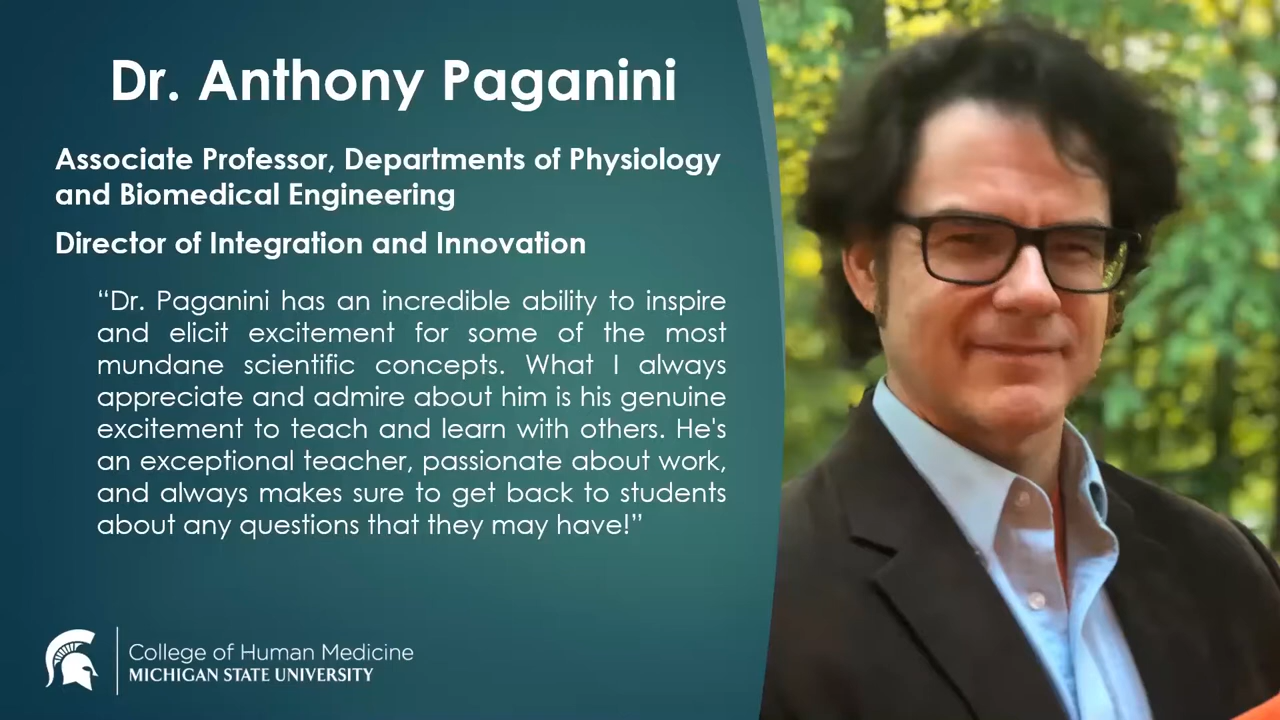 Dr. Anthony Paganini
Associate Professor, Departments of Physiology
and Biomedical Engineering
Director of Integration and Innovation
“Dr. Paganini has an incredible ability to inspire
and elicit excitement for some of the most
mundane scientific concepts. What I always
appreciate and admire about him is his genuine
excitement to teach and learn with others. He's
an exceptional teacher, passionate about work,
and always makes sure to get back to students
about any questions that they may have!”
College of Human Medicine
MICHIGAN STATE UNIVERSITY